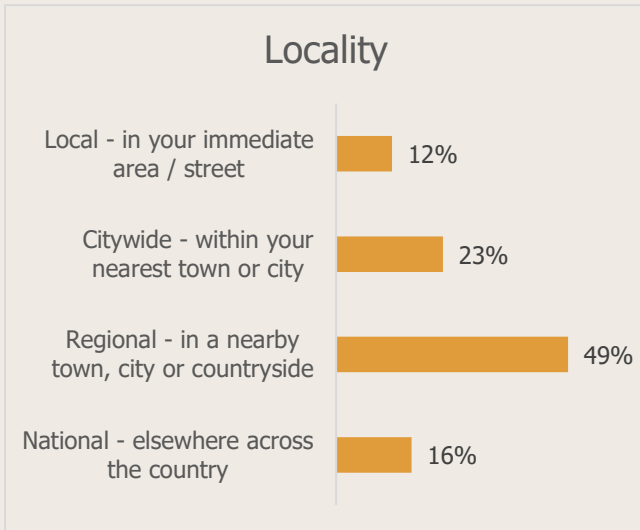 Locality
Local - in your immediate
area / street
12%
Citywide - within your
nearest town or city
23%
Regional - in a nearby
town, city or countryside
49%
National - elsewhere across
the country
16%